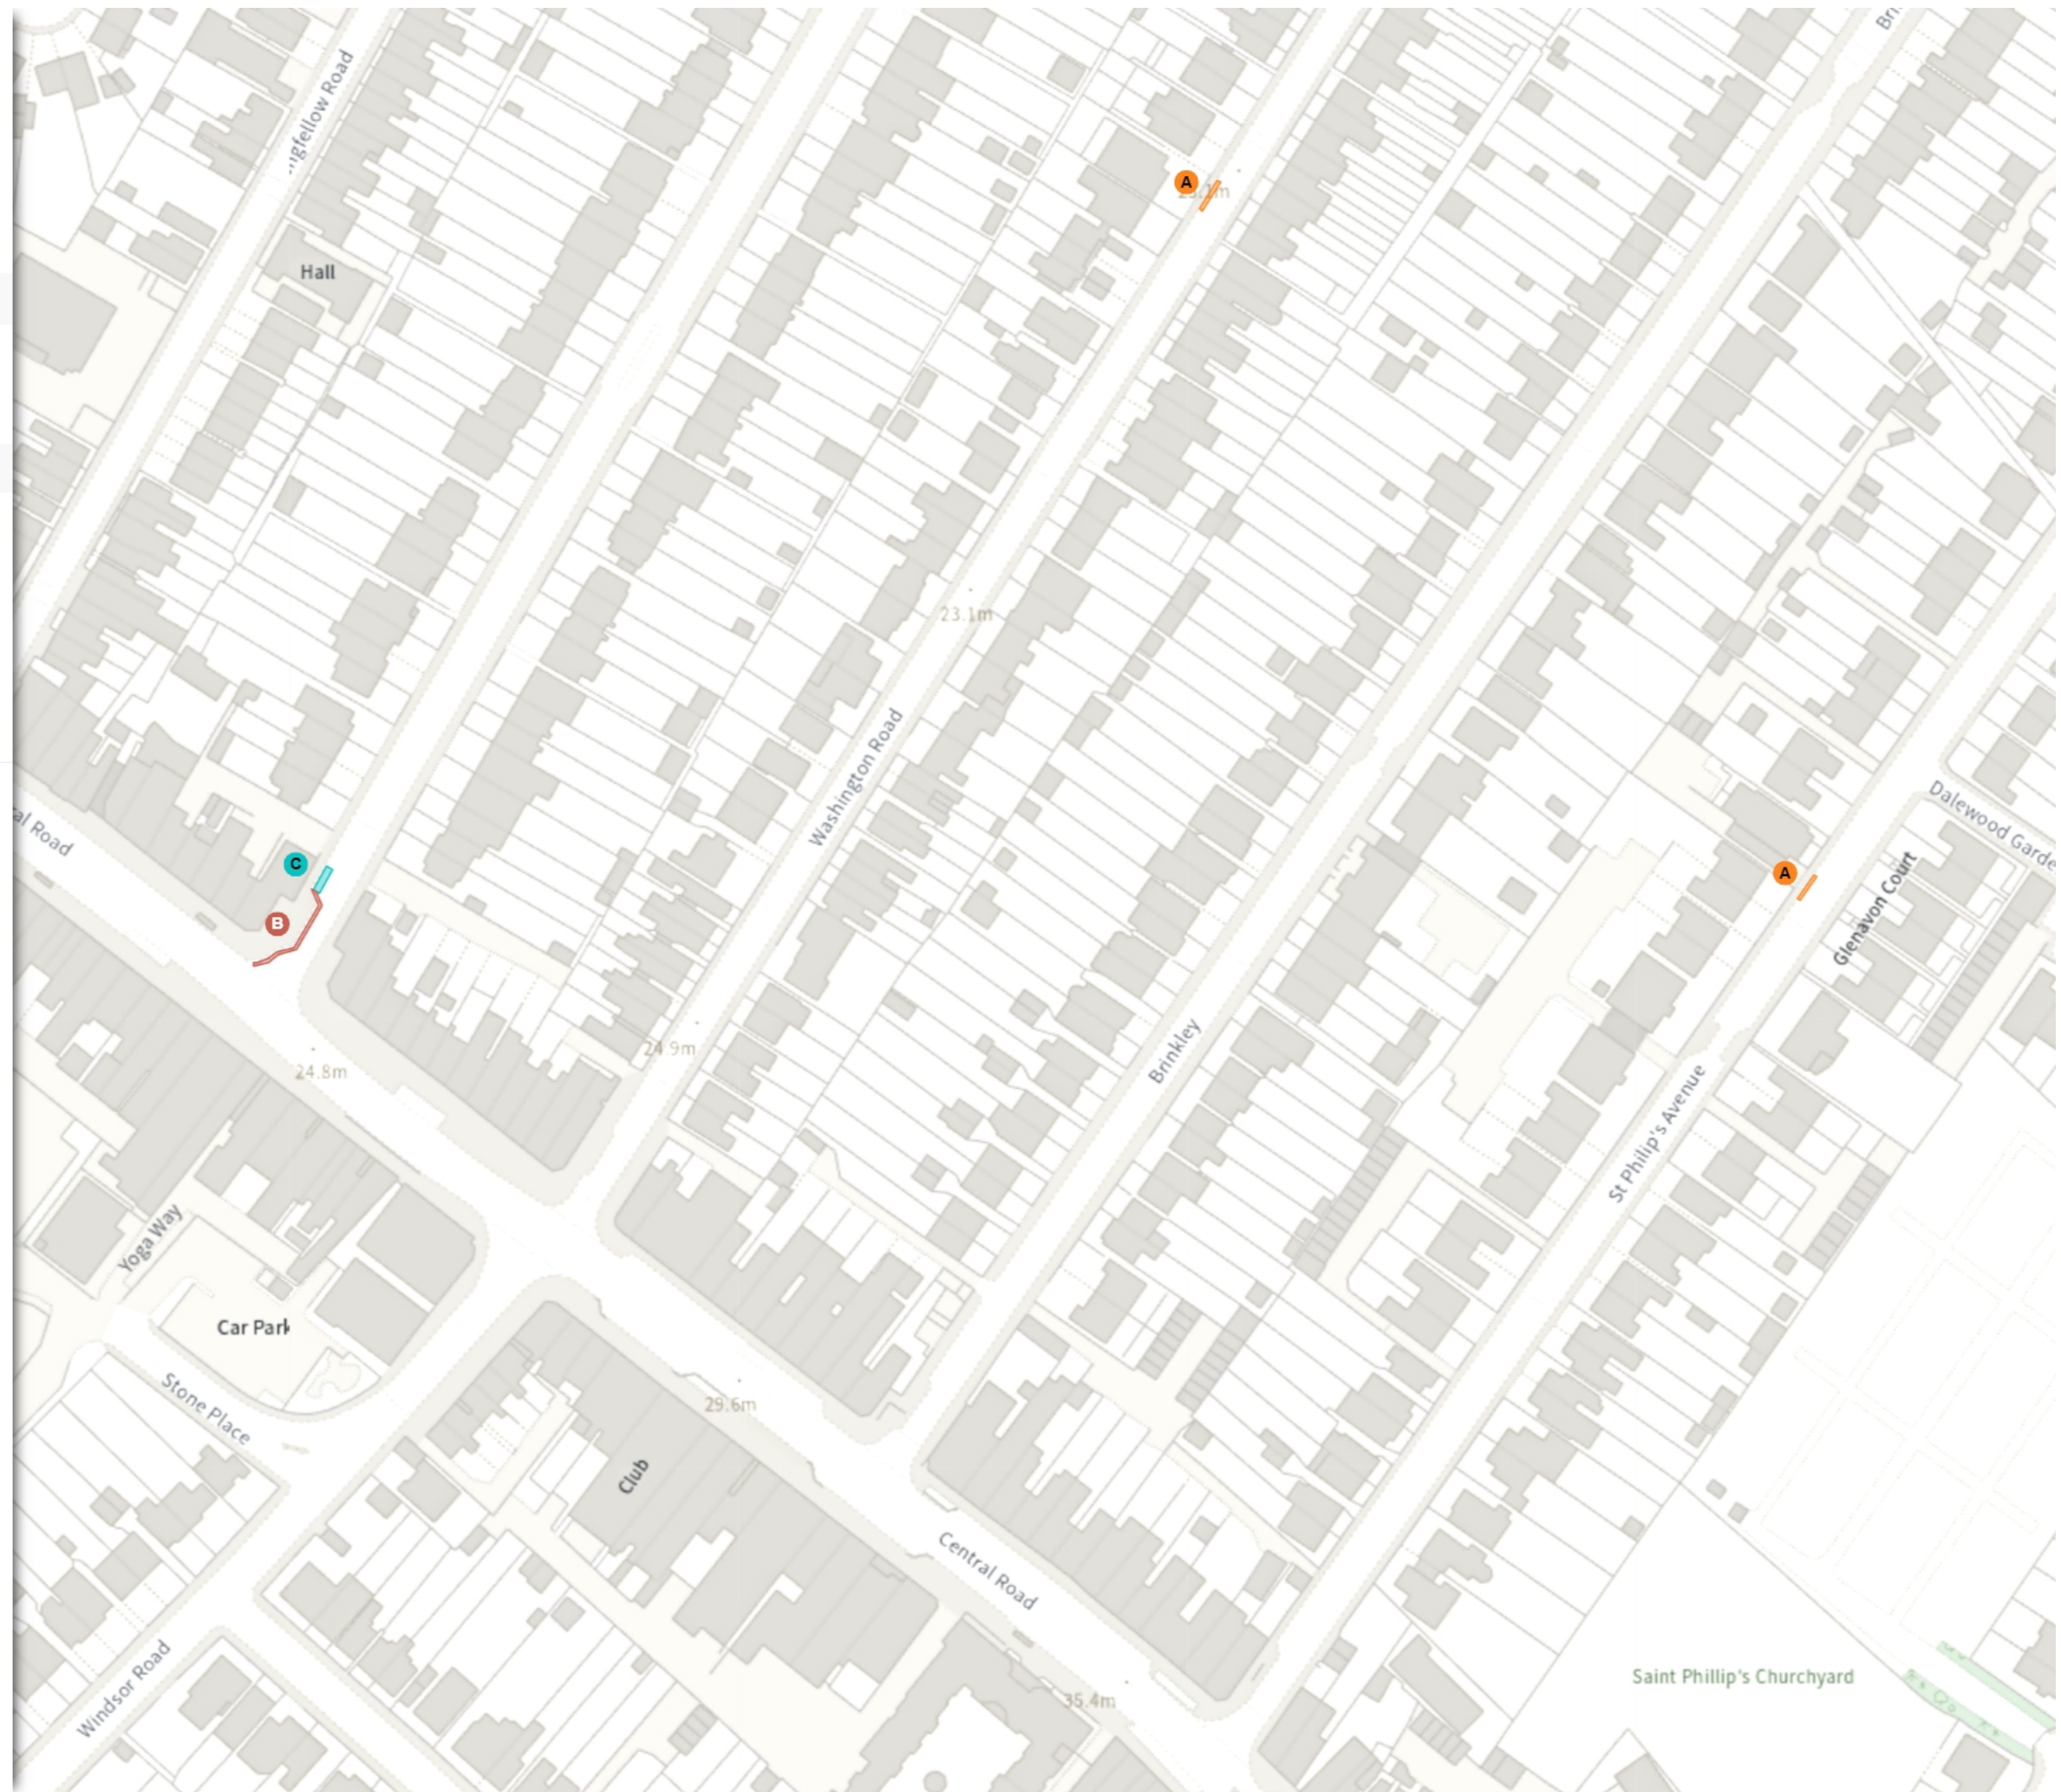 Hall
A
23.1m
Washington Road
Dalewood
A
Glenavon Court
al Road
C
B
24.9m
24.8m
Brinkley
St Philip's Avenue
Yoga Way
Car Park
Stone Place
29.6m
Club
Central Road
Windsor Road
Saint Phillip's Churchyard
35.4m